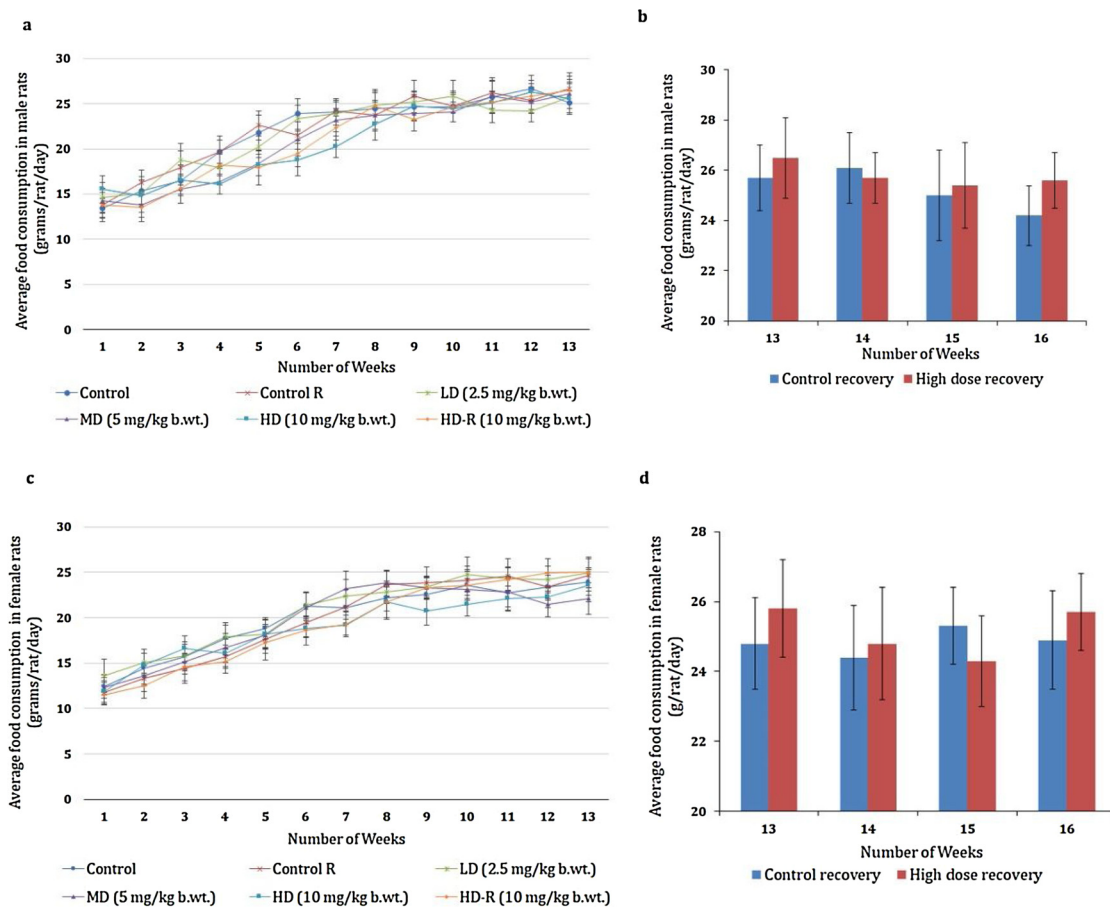 a
Average food consumption in male rats
(grams/rat/day)
30
25
20
15
10
5
0
1 2 3 4 5 6 7 8 9 10 11 12 13
Number of Weeks
Control Control R LD (2.5 mg/kg b.wt.)
MD (5 mg/kg b.wt.) HD (10 mg/kg b.wt.) HD-R (10 mg/kg b.wt.)
b
Average food consumption in male rats
(grams/rat/day)
30
28
26
24
22
20
13 14 15 16
Number of Weeks
Control recovery High dose recovery
c
Average food consumption in female rats
(grams/rat/day)
30
25
20
15
10
5
0
1 2 3 4 5 6 7 8 9 10 11 12 13
Number of Weeks
Control Control R LD (2.5 mg/kg b.wt.)
MD (5 mg/kg b.wt.) HD (10 mg/kg b.wt.) HD-R (10 mg/kg b.wt.)
d
Average food consumption in female rats
(g/rat/day)
28
26
24
22
20
13 14 15 16
Number of Weeks
Control recovery High dose recovery